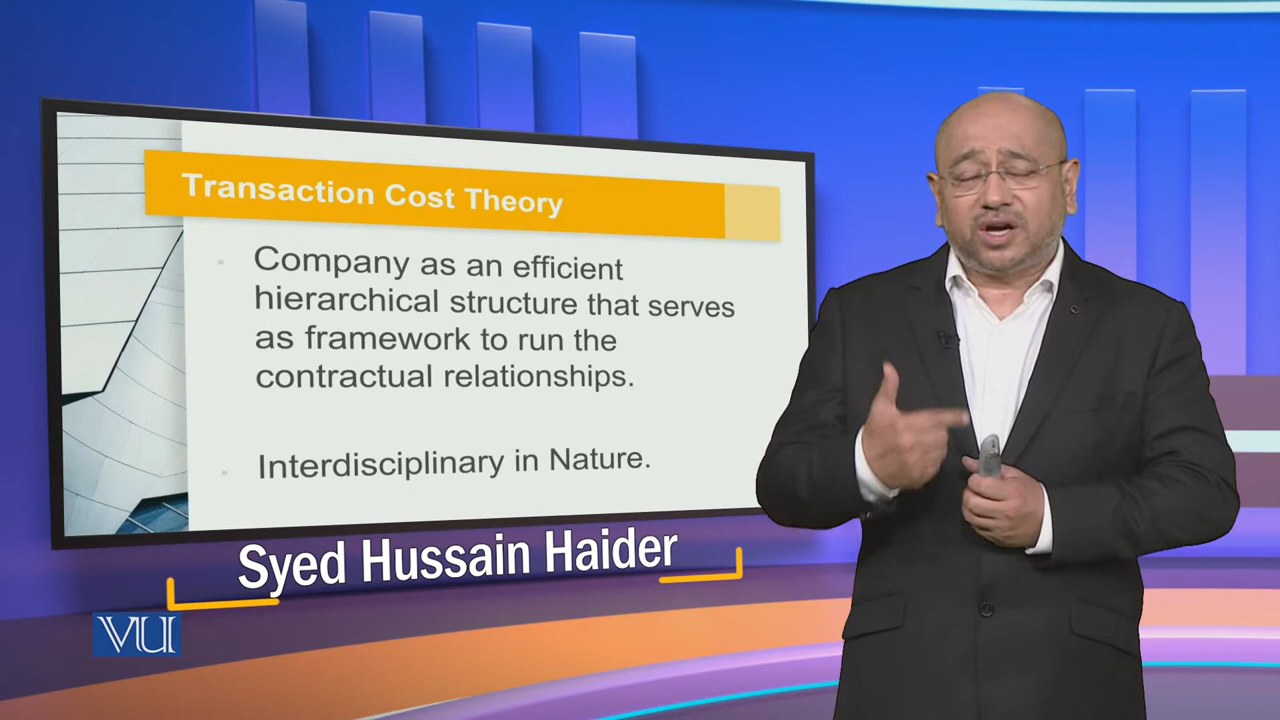 Transaction Cost Theory
Company as an efficient
hierarchical structure that serves
as framework to run the
contractual relationships.
Interdisciplinary in Nature.
Syed Hussain Haider
VU